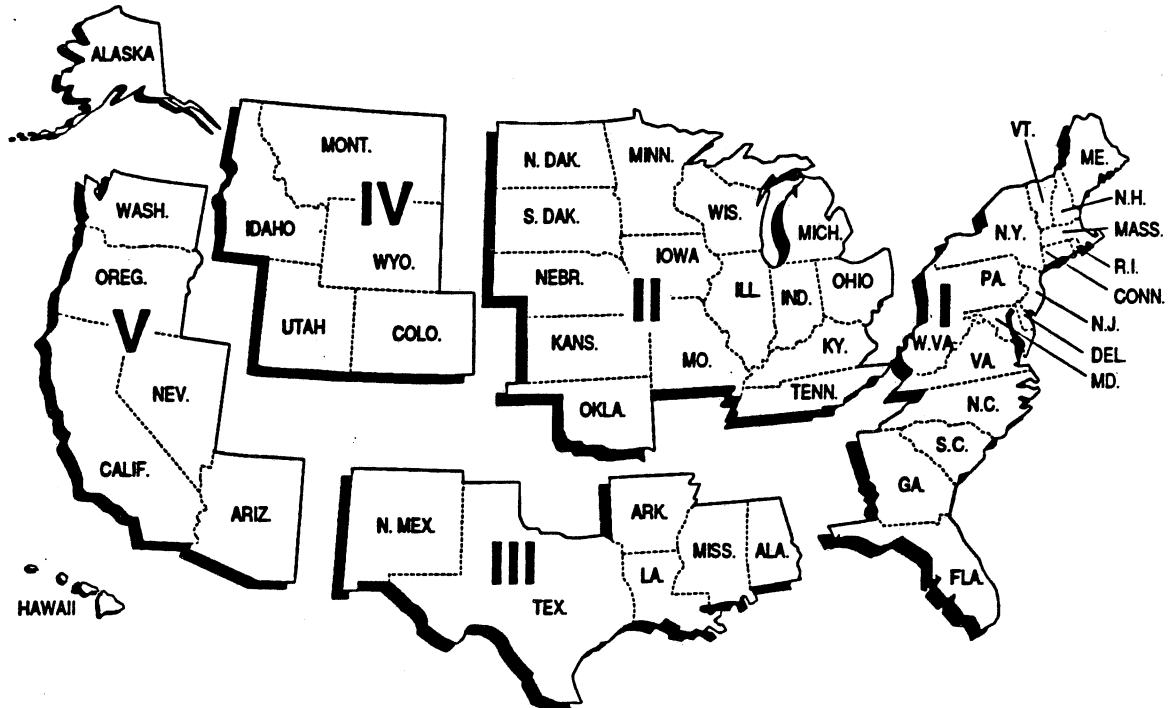 ALASKA
MONT.
IV
IDAHO
WYO.
UTAH
COLO.
WASH.
OREG.
V
NEV.
CALIF.
ARIZ.
HAWAII
N. DAK.
MINN.
S. DAK.
WIS.
MICH.
IOWA
NEBR.
II
ILL.
IND.
OHIO
KANS.
MO.
KY.
TENN.
OKLA.
N. MEX.
III
TEX.
ARK.
LA.
MISS.
ALA.
VT.
ME.
N.H.
MASS.
N.Y.
R.I.
CONN.
PA.
I
N.J.
DEL.
MD.
W.VA.
VA.
N.C.
S.C.
GA.
FLA.